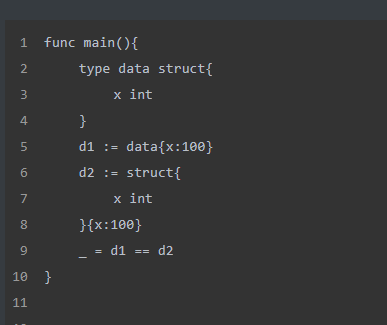 1 func main(){
2 type data struct{
3 x int
4 }
5 d1 := data{x:100}
6 d2 := struct{
7 x int
8 }{x:100}
9 _ = d1 == d2
10 }
11